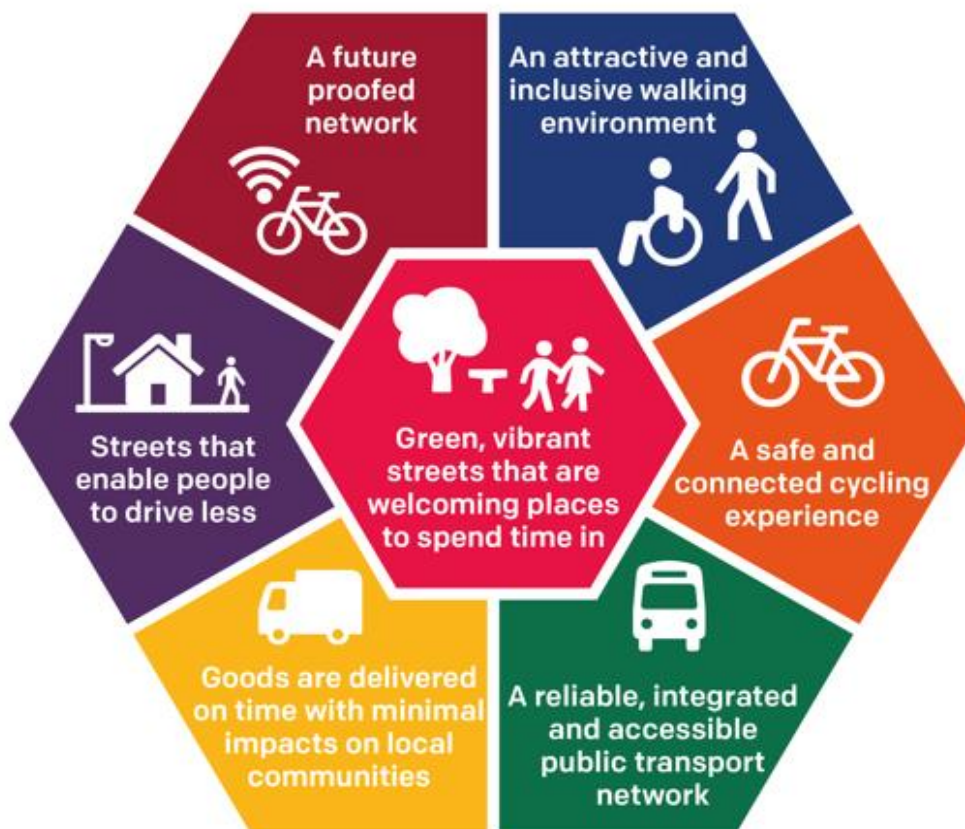 A future
proofed
network
An attractive and
inclusive walking
environment
Streets that
enable people
to drive less
Green, vibrant
streets that are
welcoming places
to spend time in
A safe and
connected cycling
experience
Goods are delivered
on time with minimal
impacts on local
communities
A reliable, integrated
and accessible
public transport
network